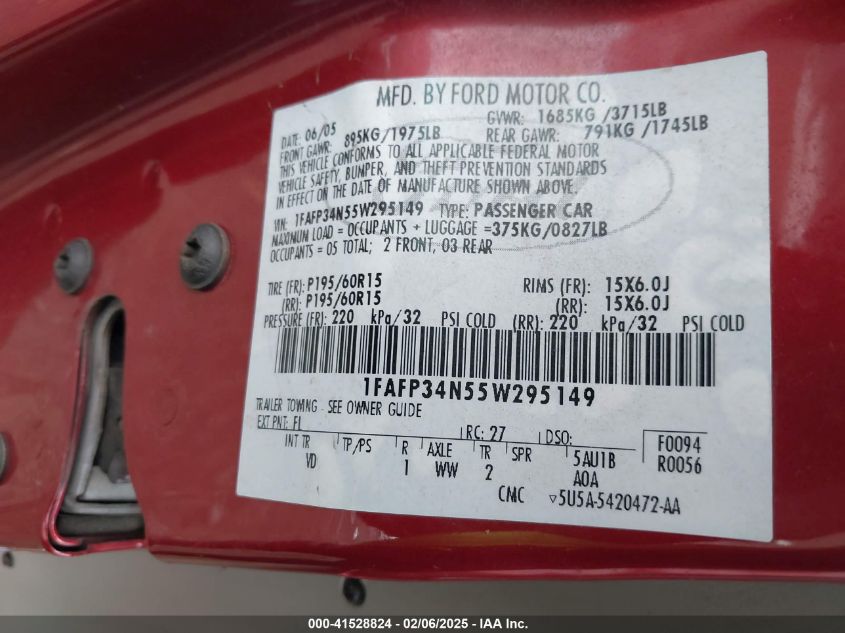 MFD. BY FORD MOTOR CO.
DATE: 06/05 GVWR: 1685KG /3715LB
FRONT GAWR: 895KG/1975LB REAR GAWR: 791KG /1745LB
THIS VEHICLE CONFORMS TO ALL APPLICABLE FEDERAL MOTOR
VEHICLE SAFETY, BUMPER, AND THEFT PREVENTION STANDARDS
IN EFFECT ON THE DATE OF MANUFACTURE SHOWN ABOVE.
VIN: 1FAFP34N55W295149 TYPE: PASSENGER CAR
MAXIMUM LOAD = OCCUPANTS + LUGGAGE =375KG/0827LB
OCCUPANTS = 05 TOTAL; 2 FRONT, 03 REAR
TIRE (FR): P195/60R15 RIMS (FR): 15X6.0J
(RR): P195/60R15 (RR): 15X6.0J
PRESSURE (FR): 220 kPa/32 PSI COLD (RR): 220 kPa/32 PSI COLD
1FAFP34N55W295149
TRAILER TOWING - SEE OWNER GUIDE
EXT PNT: FL RC: 27 DSO: F0094
INT TR TP/PS R AXLE TR SPR 5AU1B R0056
VD 1 WW 2 A0A
CMC ▽5U5A-5420472-AA
000-41528824 - 02/06/2025 - IAA Inc.